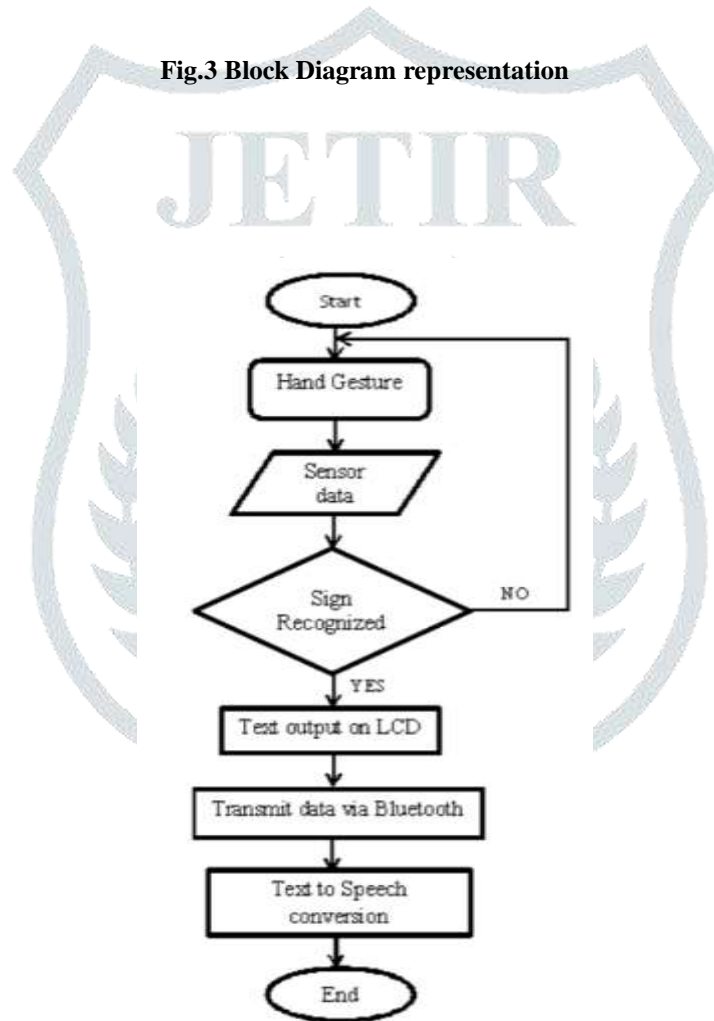 Fig.3 Block Diagram representation
JETIR
Start
Hand Gesture
Sensor
data
Sign
Recognized
NO
YES
Text output on LCD
Transmit data via Bluetooth
Text to Speech
conversion
End